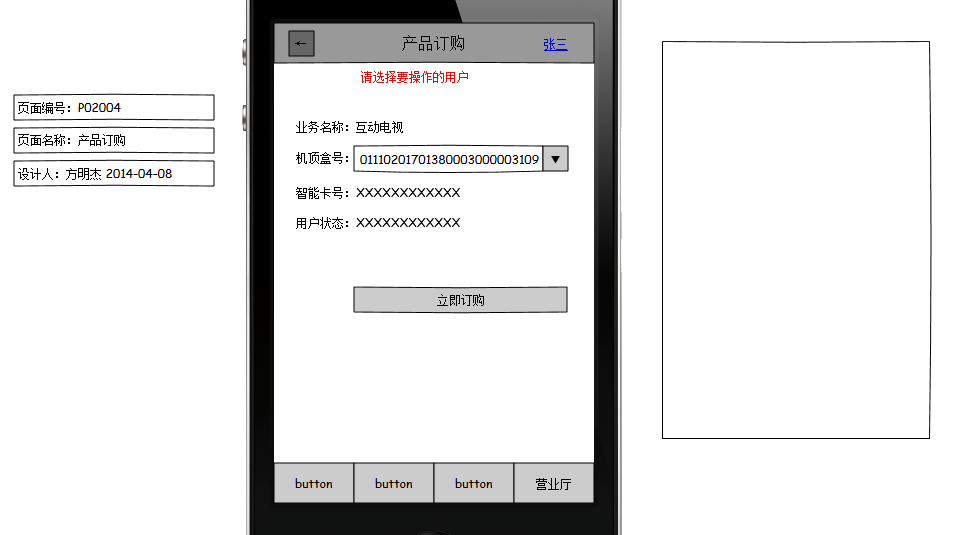 页面编号：P02004
页面名称：产品订购
设计人：方明杰 2014-04-08
←
产品订购
张三
请选择要操作的用户
业务名称：互动电视
机顶盒号：01110201701380003000003109
智能卡号：XXXXXXXXXXXX
用户状态：XXXXXXXXXXXX
立即订购
button
button
button
营业厅